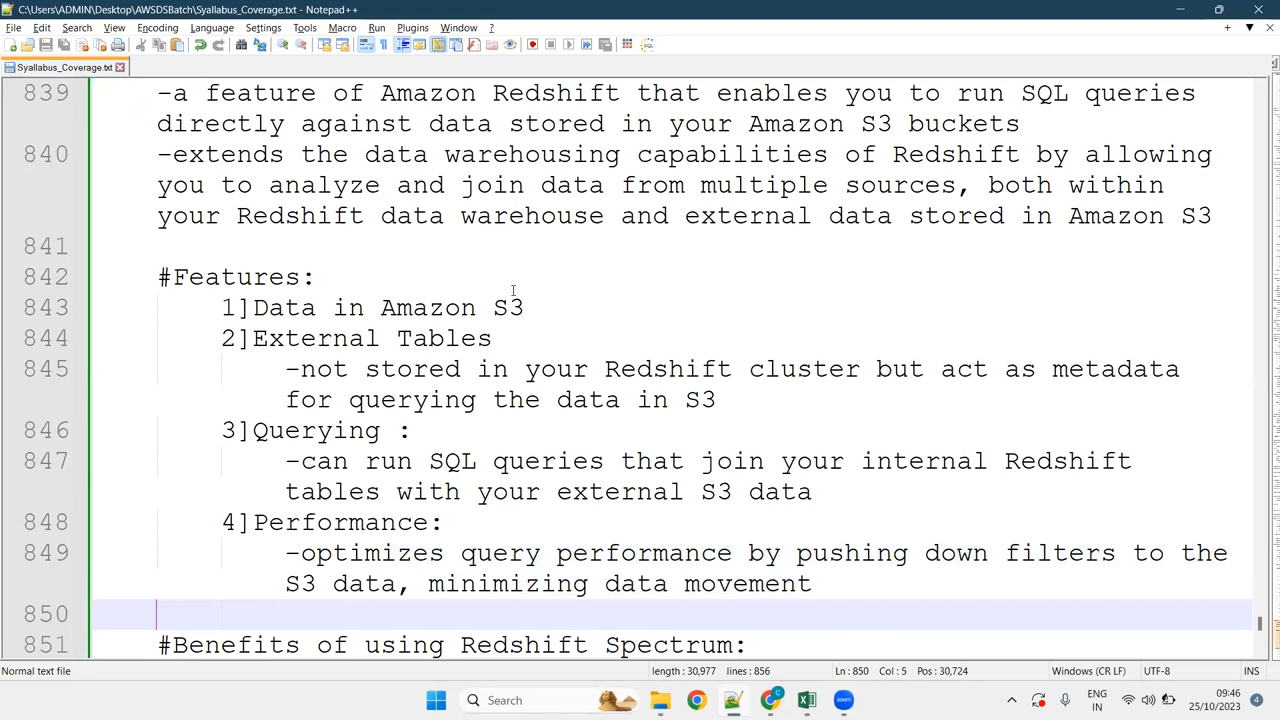 C:\Users\ADMIN\Desktop\AWSDSBatch\Syallabus_Coverage.txt - Notepad++
File Edit Search View Encoding Language Settings Tools Macro Run Plugins Window ?
Syallabus_Coverage.txt
839 -a feature of Amazon Redshift that enables you to run SQL queries
directly against data stored in your Amazon S3 buckets
840 -extends the data warehousing capabilities of Redshift by allowing
you to analyze and join data from multiple sources, both within
your Redshift data warehouse and external data stored in Amazon S3
841
842 #Features:
843 1]Data in Amazon S3
844 2]External Tables
845 -not stored in your Redshift cluster but act as metadata
for querying the data in S3
846 3]Querying :
847 -can run SQL queries that join your internal Redshift
tables with your external S3 data
848 4]Performance:
849 -optimizes query performance by pushing down filters to the
S3 data, minimizing data movement
850
851 #Benefits of using Redshift Spectrum:
Normal text file length : 30,977 lines : 856 Ln : 850 Col : 5 Pos : 30,724 Windows (CR LF) UTF-8 INS
Search zoom ENG IN 09:46 25/10/2023 4